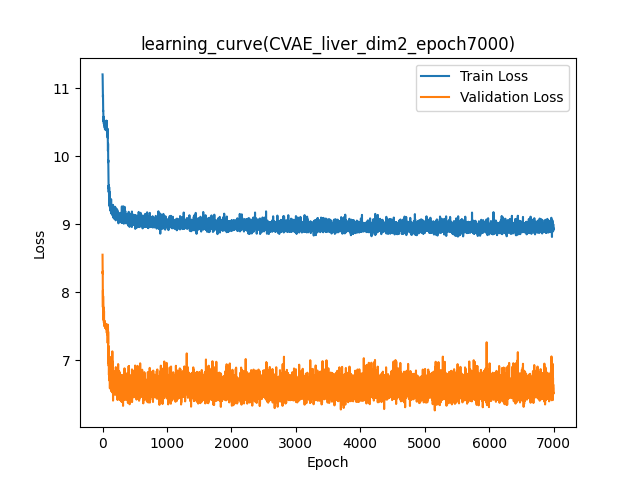 learning_curve(CVAE_liver_dim2_epoch7000)
Train Loss
Validation Loss
11
10
9
8
7
Loss
0
1000
2000
3000
4000
5000
6000
7000
Epoch